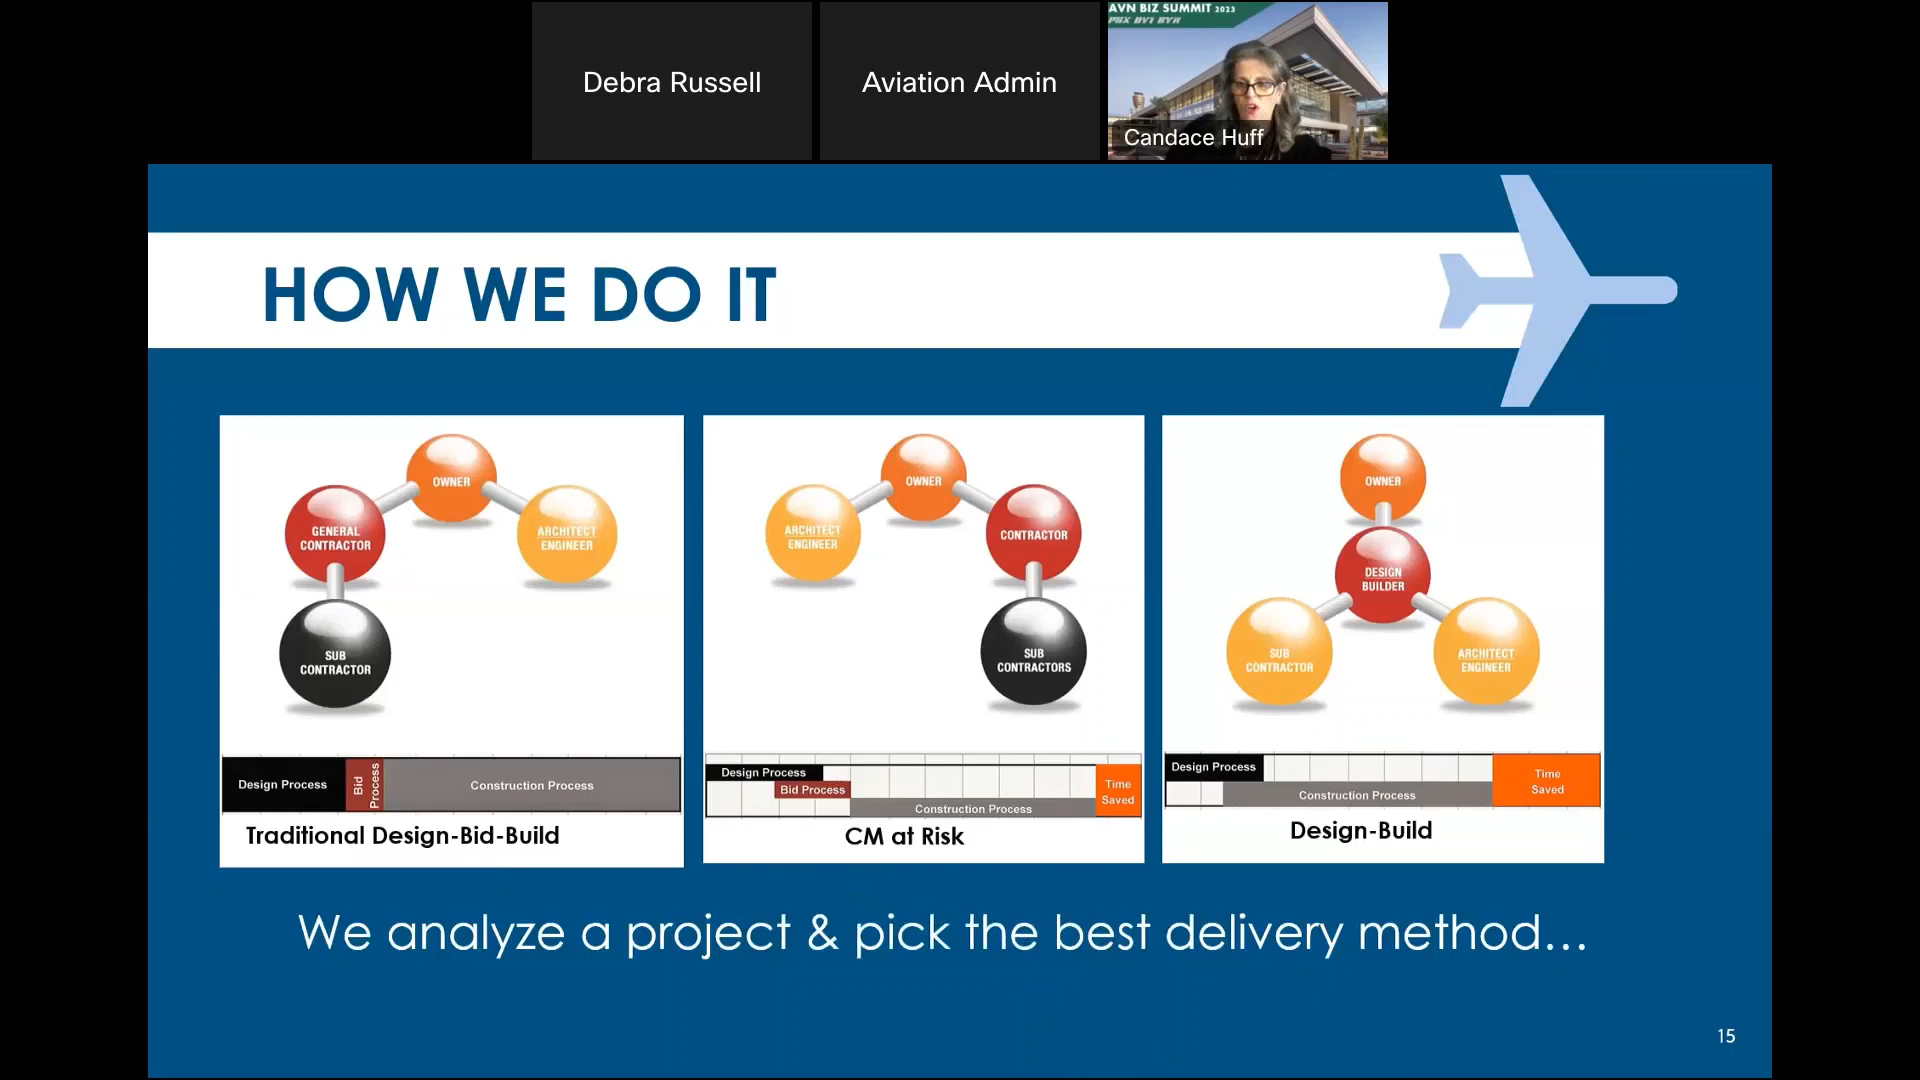 Debra Russell
Aviation Admin
AVN BIZ SUMMIT 2023
PGX DVT GYR
Candace Huff
HOW WE DO IT
OWNER
GENERAL
CONTRACTOR
ARCHITECT
ENGINEER
SUB
CONTRACTOR
Design Process
Bid
Process
Construction Process
Traditional Design-Bid-Build
OWNER
ARCHITECT
ENGINEER
CONTRACTOR
SUB
CONTRACTORS
Design Process
Bid Process
Construction Process
Time
Saved
CM at Risk
OWNER
DESIGN
BUILDER
SUB
CONTRACTOR
ARCHITECT
ENGINEER
Design Process
Construction Process
Time
Saved
Design-Build
We analyze a project & pick the best delivery method...
15